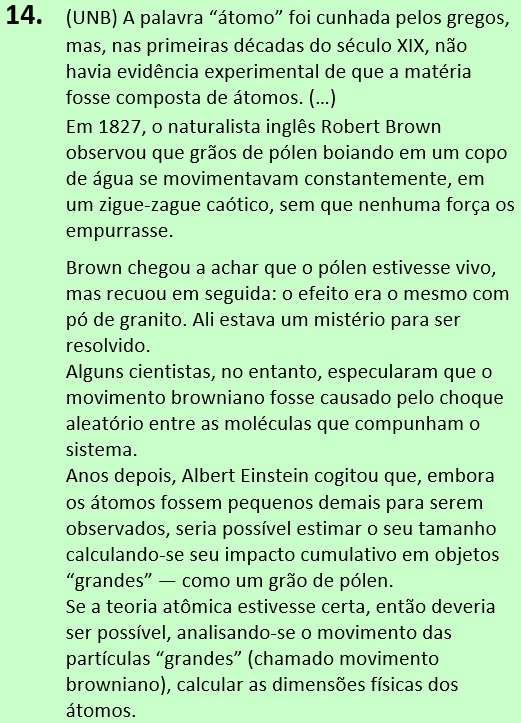 14. (UNB) A palavra “átomo” foi cunhada pelos gregos,
mas, nas primeiras décadas do século XIX, não
havia evidência experimental de que a matéria
fosse composta de átomos. (...)
Em 1827, o naturalista inglês Robert Brown
observou que grãos de pólen boiando em um copo
de água se movimentavam constantemente, em
um zigue-zague caótico, sem que nenhuma força os
empurrasse.
Brown chegou a achar que o pólen estivesse vivo,
mas recuou em seguida: o efeito era o mesmo com
pó de granito. Ali estava um mistério para ser
resolvido.
Alguns cientistas, no entanto, especularam que o
movimento browniano fosse causado pelo choque
aleatório entre as moléculas que compunham o
sistema.
Anos depois, Albert Einstein cogitou que, embora
os átomos fossem pequenos demais para serem
observados, seria possível estimar o seu tamanho
calculando-se seu impacto cumulativo em objetos
“grandes” — como um grão de pólen.
Se a teoria atômica estivesse certa, então deveria
ser possível, analisando-se o movimento das
partículas “grandes” (chamado movimento
browniano), calcular as dimensões físicas dos
átomos.